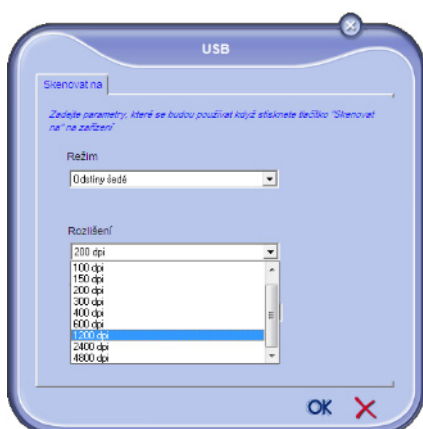 USB
Skenovat na
Zadejte parametry, které se budou používat když stisknete tlačítko "Skenovat
na" na zařízení
Režim
Odstíny šedé
Rozlišení
200 dpi
100 dpi
150 dpi
200 dpi
300 dpi
400 dpi
600 dpi
1200 dpi
2400 dpi
4800 dpi
OK